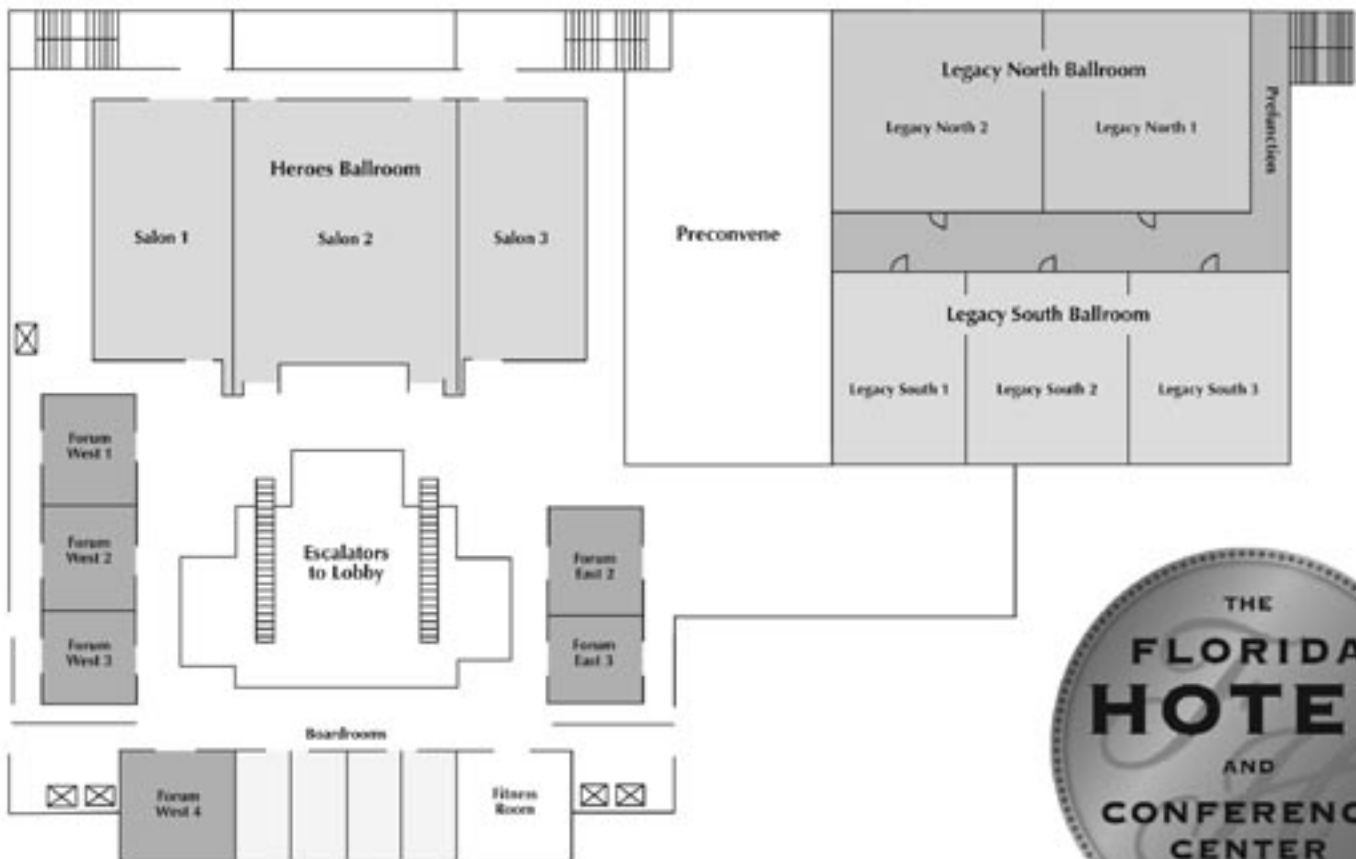 Legacy North Ballroom
Legacy North 2
Legacy North 1
Prefunction
Heroes Ballroom
Salon 1
Salon 2
Salon 3
Preconvene
Legacy South Ballroom
Legacy South 1
Legacy South 2
Legacy South 3
Forum
West 1
Forum
West 2
Forum
West 3
Escalators
to Lobby
Forum
East 2
Forum
East 3
Boardrooms
Forum
West 4
Fitness
Room
THE
FLORIDA
HOTE
AND
CONFERENC
CENTER